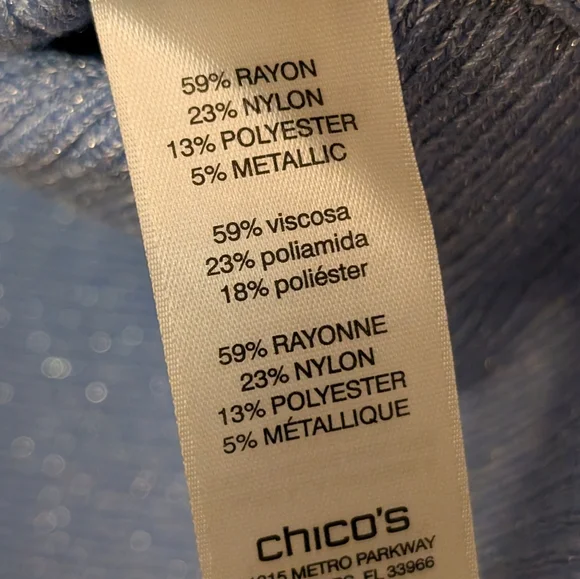 59% RAYON
23% NYLON
13% POLYESTER
5% METALLIC
59% viscosa
23% poliamida
18% poliéster
59% RAYONNE
23% NYLON
13% POLYESTER
5% MÉTALLIQUE
chico's
METRO PARKWAY
FL 33966